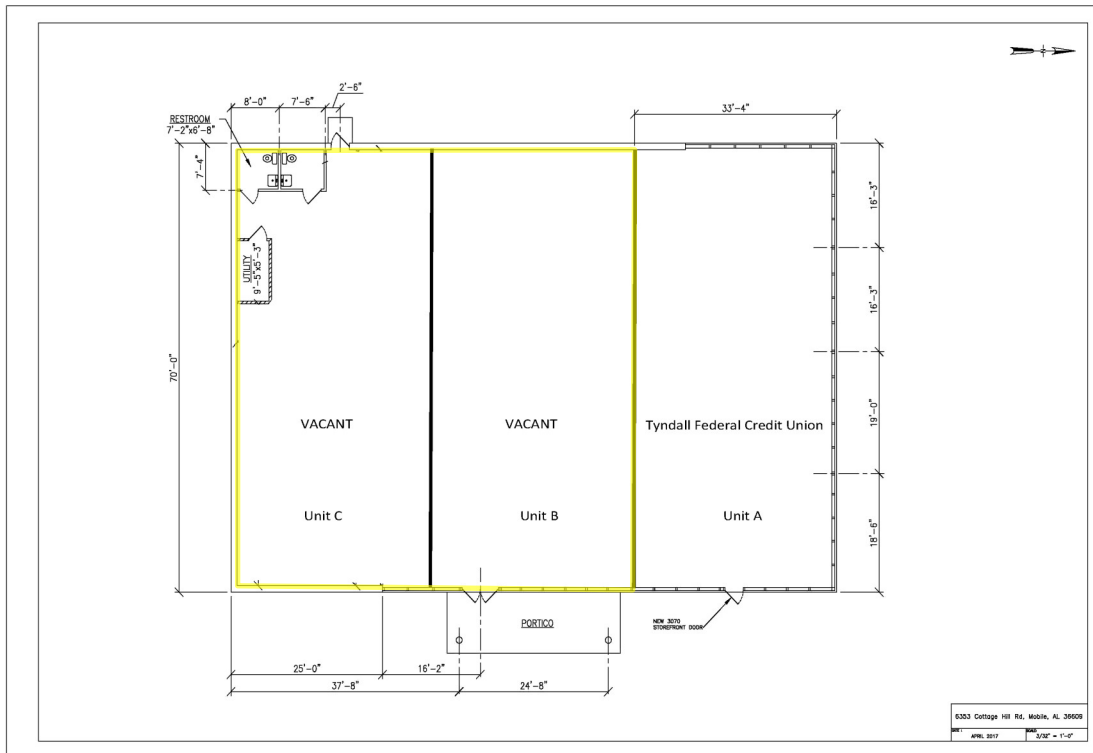 N
2'-6"
8'-0"
7'-6"
33'-4"
RESTROOM
7'-2"x6'-8"
7'-4"
16'-3"
UTILITY
9'-5"x5'-3"
16'-3"
70'-0"
19'-0"
VACANT
VACANT
Tyndall Federal Credit Union
Unit C
Unit B
Unit A
18'-6"
PORTICO
NEW 3070
STOREFRONT DOOR
25'-0"
16'-2"
37'-8"
24'-8"
6353 Cottage Hill Rd, Mobile, AL 36609
DATE:
APRIL 2017
SCALE:
3/32" = 1'-0"